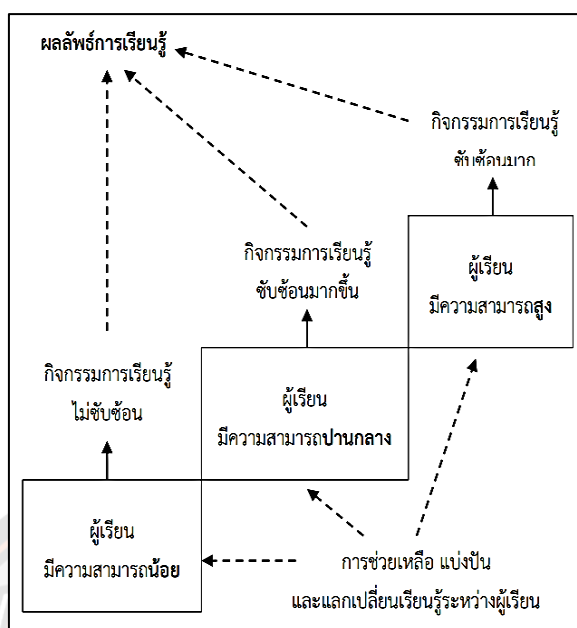 ผลลัพธ์การเรียนรู้
กิจกรรมการเรียนรู้
ซับซ้อนมาก
กิจกรรมการเรียนรู้
ซับซ้อนมากขึ้น
ผู้เรียน
มีความสามารถสูง
กิจกรรมการเรียนรู้
ไม่ซับซ้อน
ผู้เรียน
มีความสามารถปานกลาง
ผู้เรียน
มีความสามารถน้อย
การช่วยเหลือ แบ่งปัน
และแลกเปลี่ยนเรียนรู้ระหว่างผู้เรียน